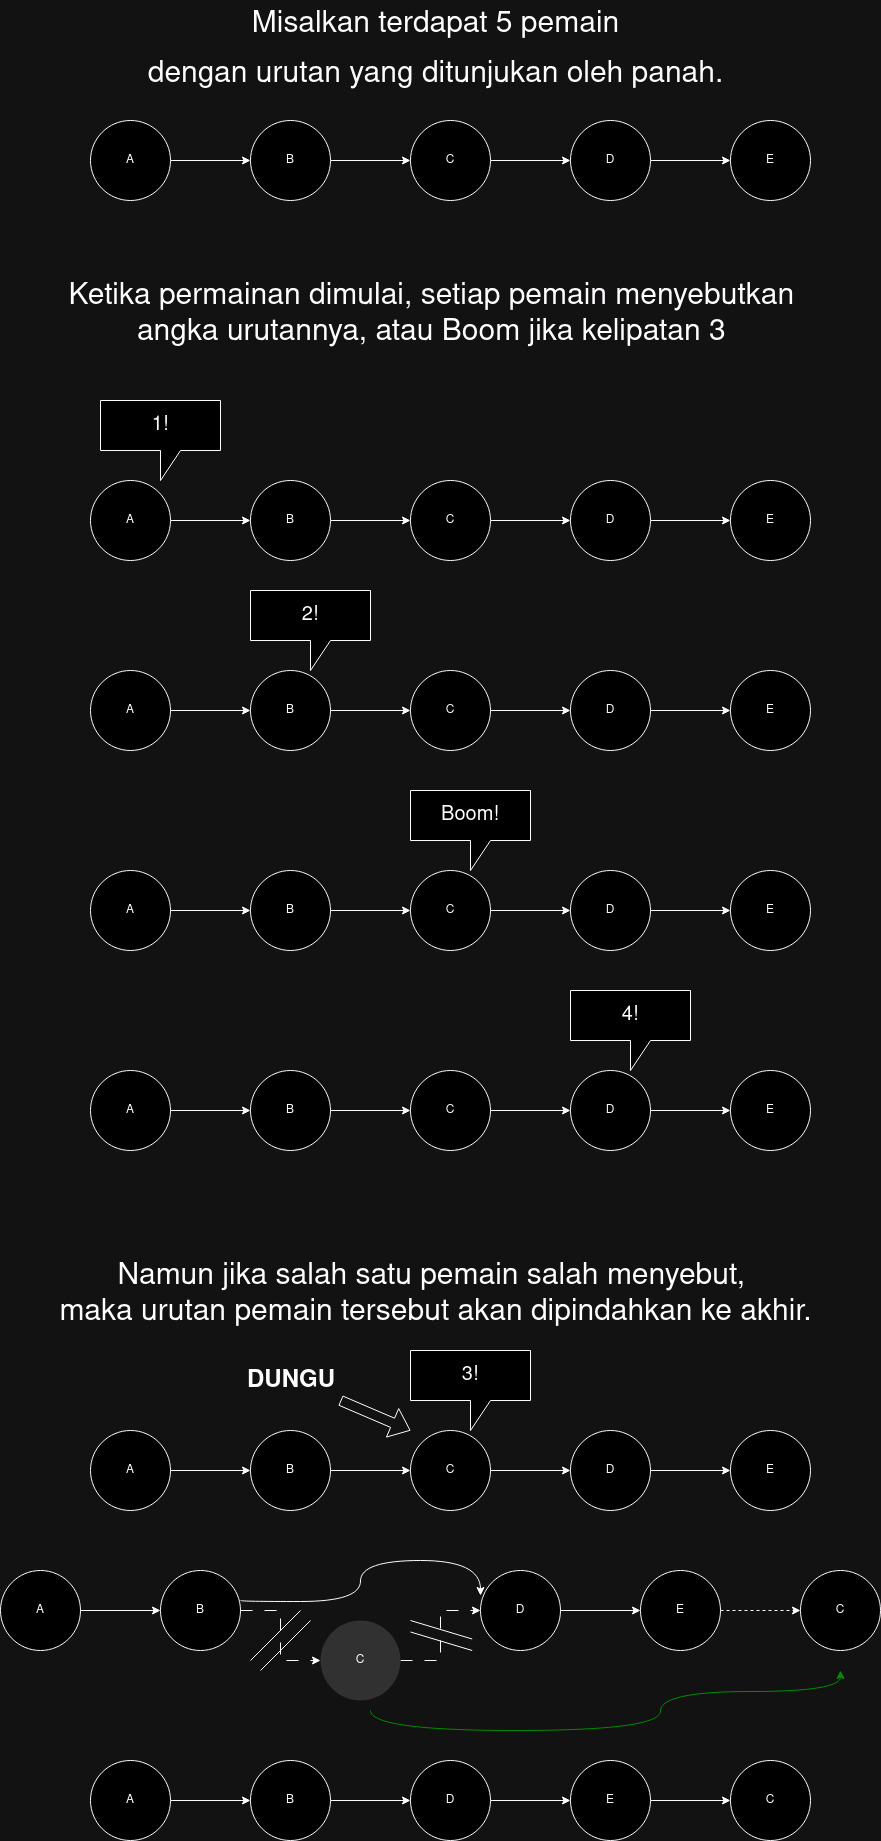 Misalkan terdapat 5 pemain
dengan urutan yang ditunjukan oleh panah.
A B C D E
Ketika permainan dimulai, setiap pemain menyebutkan
angka urutannya, atau Boom jika kelipatan 3
1!
A B C D E
2!
A B C D E
Boom!
A B C D E
4!
A B C D E
Namun jika salah satu pemain salah menyebut,
maka urutan pemain tersebut akan dipindahkan ke akhir.
DUNGU 3!
A B C D E
A B D E C
C
A B D E C